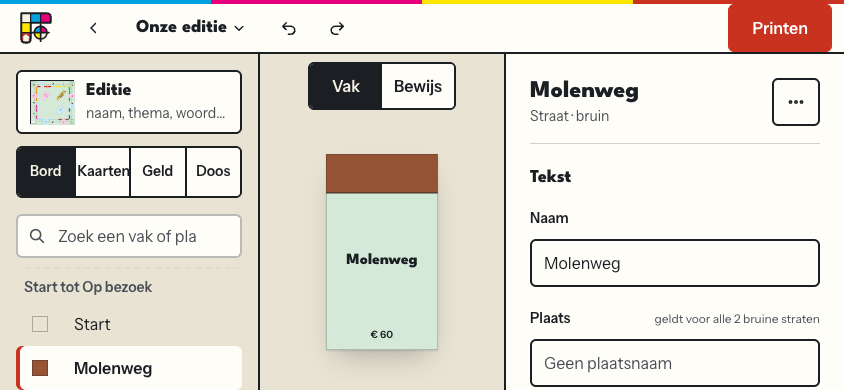 Onze editie
Printen
Editie
naam, thema, woord...
Bord
Kaarten
Geld
Doos
Zoek een vak of pla
Start tot Op bezoek
Start
Molenweg
Vak
Bewijs
Molenweg
€ 60
Molenweg
Straat · bruin
Tekst
Naam
Molenweg
Plaats
geldt voor alle 2 bruine straten
Geen plaatsnaam